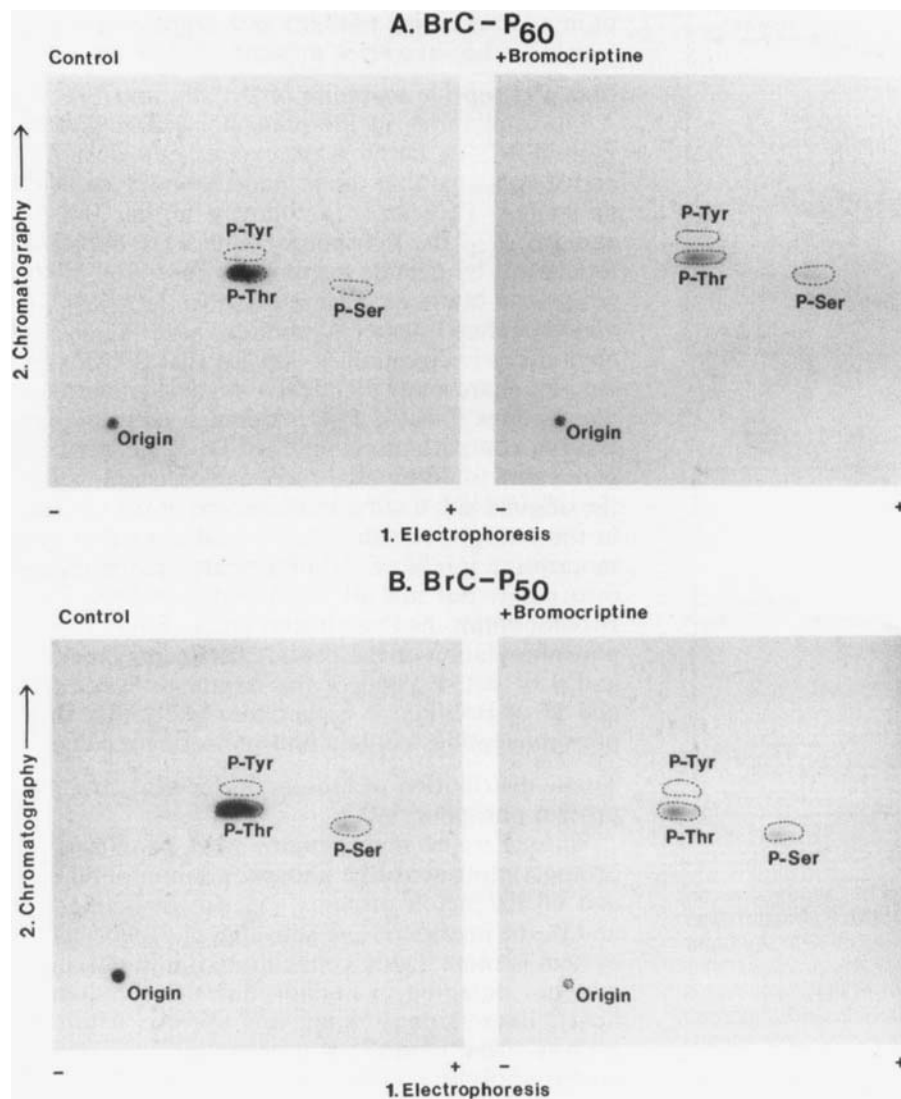 A. BrC-P60
Control
+Bromocriptine
2. Chromatography
P-Tyr
P-Thr
P-Ser
Origin
P-Tyr
P-Thr
P-Ser
Origin
- + - +
1. Electrophoresis
B. BrC-P50
Control
+Bromocriptine
2. Chromatography
P-Tyr
P-Thr
P-Ser
Origin
P-Tyr
P-Thr
P-Ser
Origin
- + - +
1. Electrophoresis